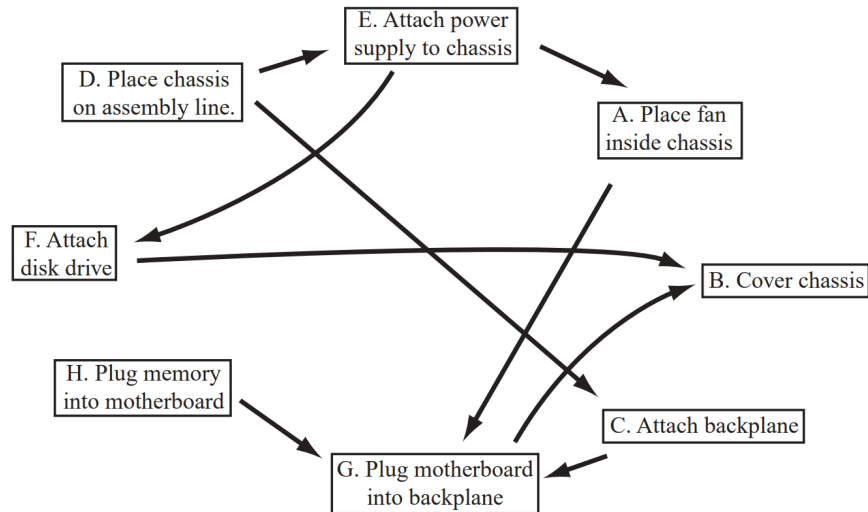 E. Attach power
supply to chassis
D. Place chassis
on assembly line.
A. Place fan
inside chassis
F. Attach
disk drive
B. Cover chassis
H. Plug memory
into motherboard
C. Attach backplane
G. Plug motherboard
into backplane